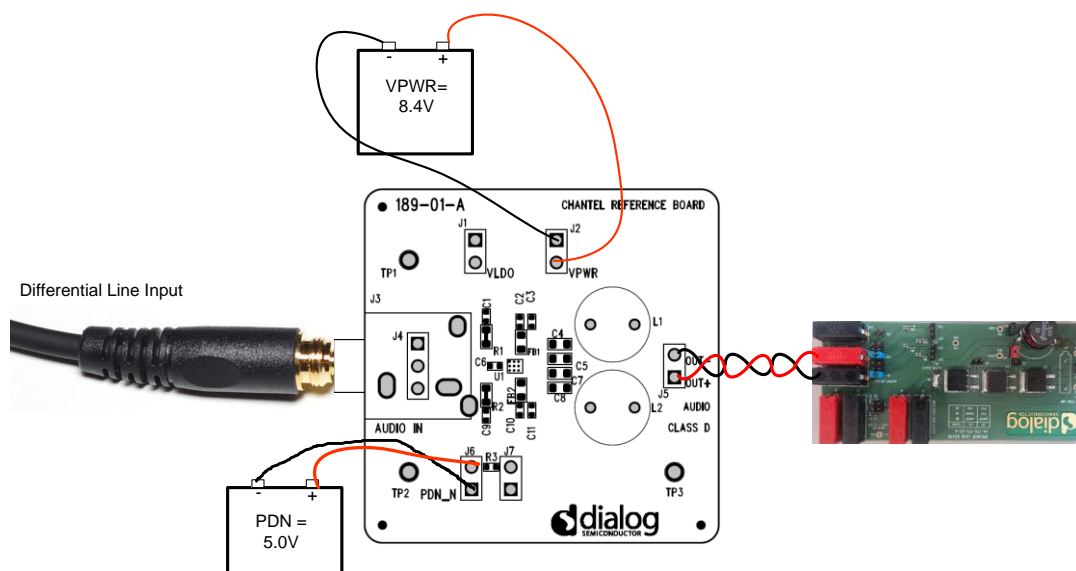 - +
VPWR=
8.4V
189-01-A
CHANTEL REFERENCE BOARD
J1
J2
TP1
VLDO
VPWR
Differential Line Input
J3
J4
C1
C2
C3
R1
FB1
C6
U1
C4
C5
C7
C8
L1
OUT-
OUT+
J5
R2
FB2
C9
C10
C11
L2
AUDIO
CLASS D
AUDIO IN
J6
R3
J7
TP2
PDN_N
TP3
- +
PDN =
5.0V
dialog
SEMICONDUCTOR
dialog
SEMICONDUCTOR